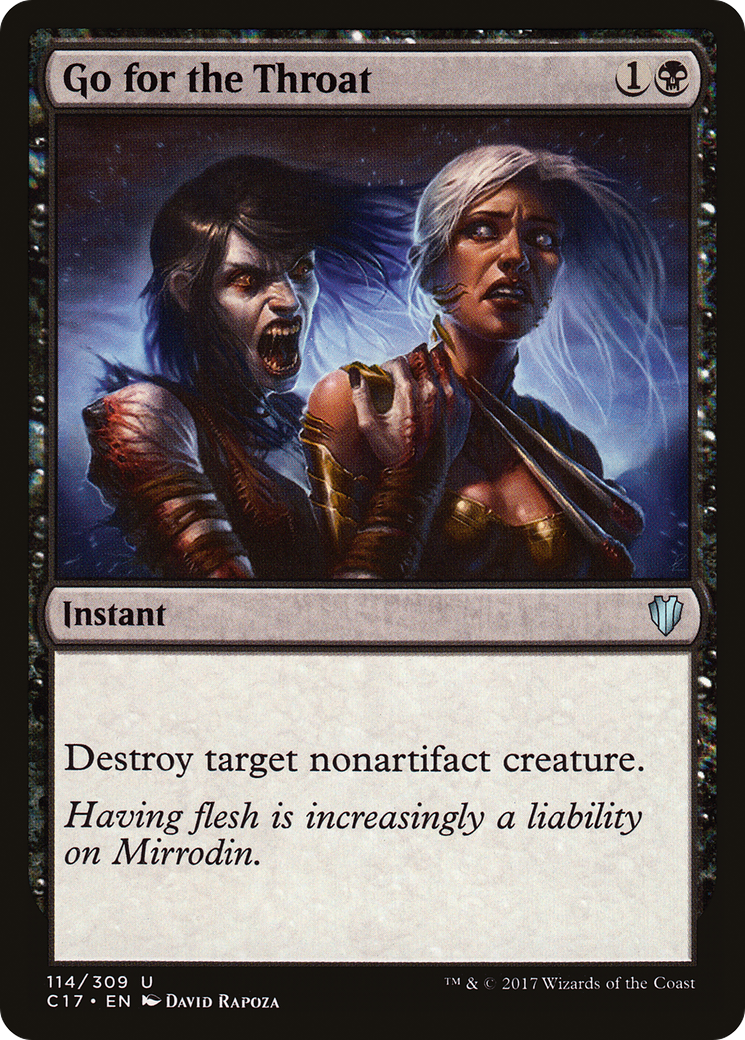 Go for the Throat 1
Instant
Destroy target nonartifact creature.
Having flesh is increasingly a liability
on Mirrodin.
114/309 U
C17 • EN DAVID RAPOZA
™ & © 2017 Wizards of the Coast